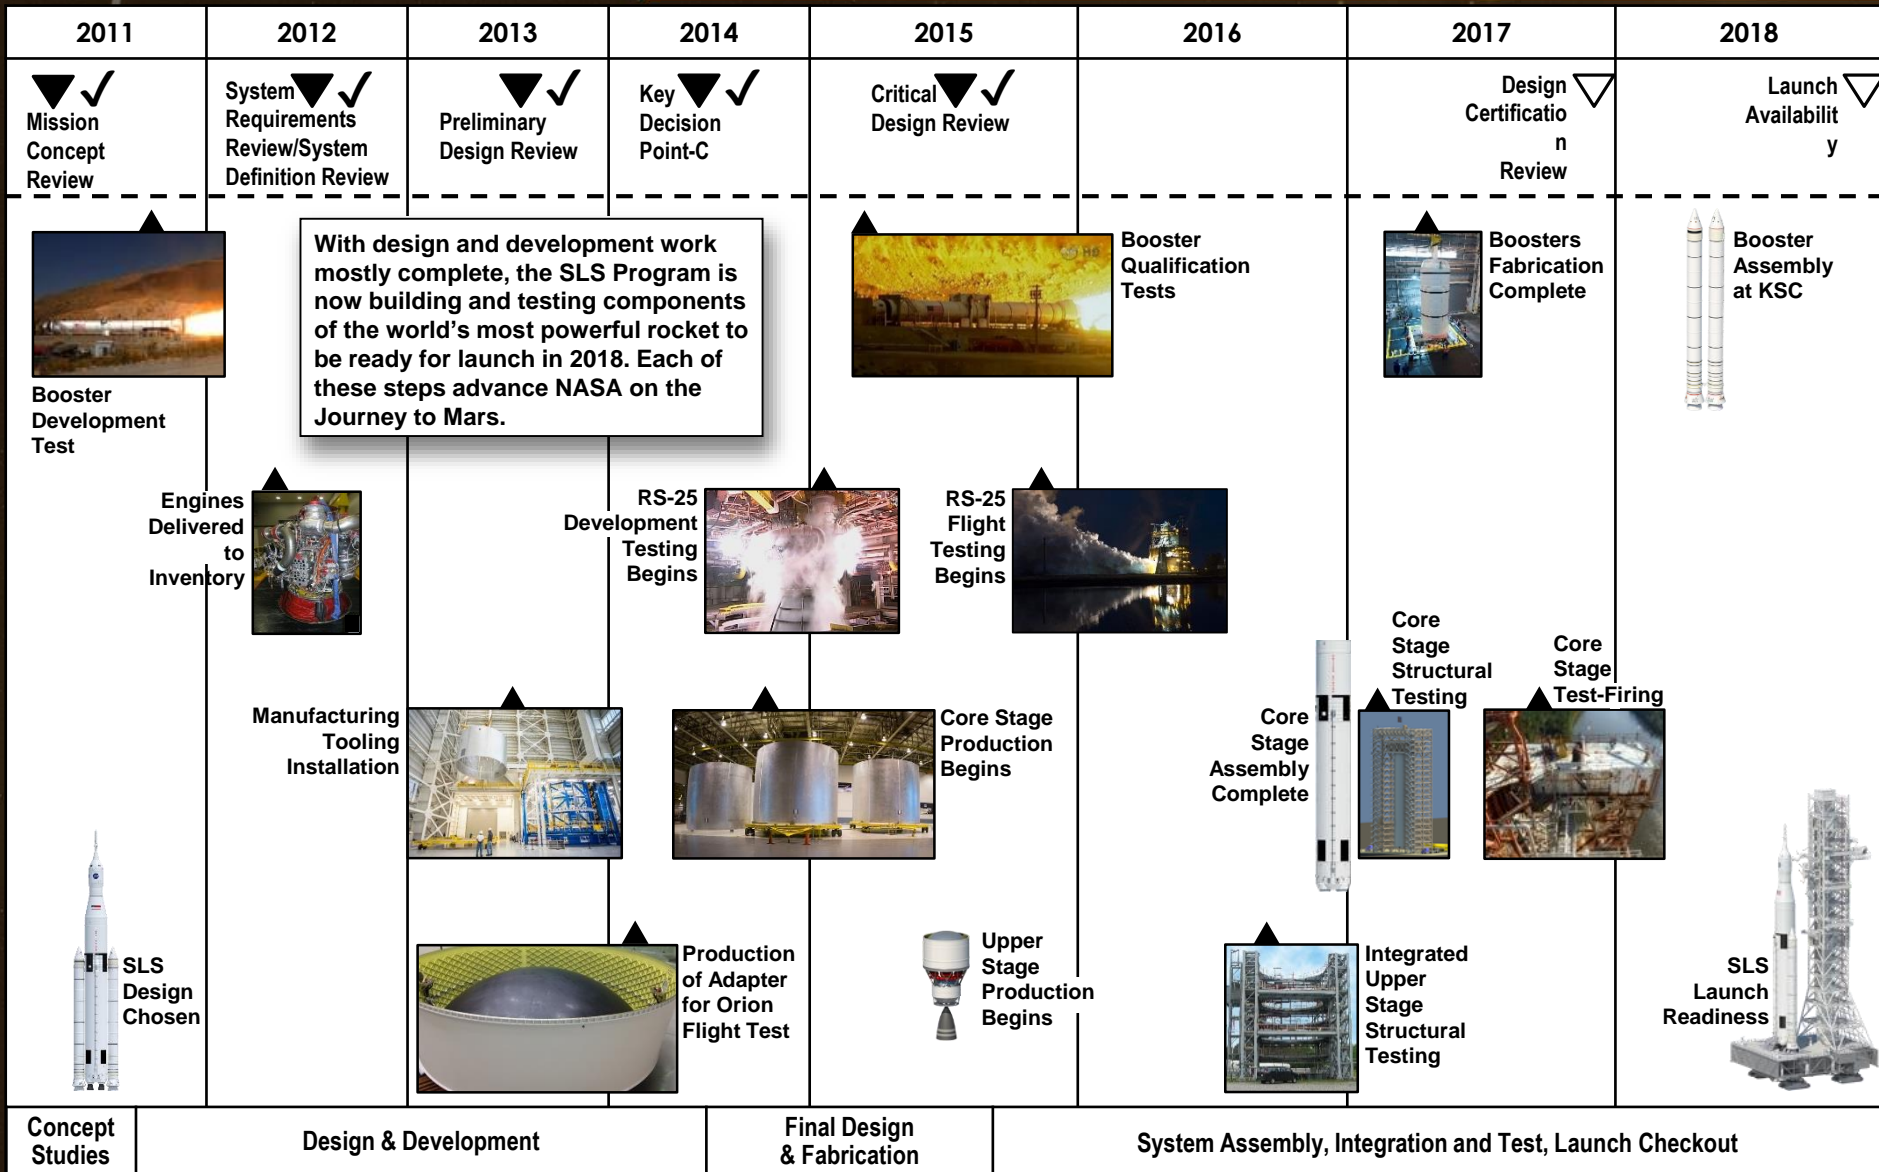 2011
2012
2013
2014
2015
2016
2017
2018
Mission
Concept
Review
System
Requirements
Review/System
Definition Review
Preliminary
Design Review
Key
Decision
Point-C
Critical
Design Review
Design
Certificatio
n
Review
Launch
Availabilit
y
Booster
Development
Test
With design and development work
mostly complete, the SLS Program is
now building and testing components
of the world’s most powerful rocket to
be ready for launch in 2018. Each of
these steps advance NASA on the
Journey to Mars.
Booster
Qualification
Tests
Boosters
Fabrication
Complete
Booster
Assembly
at KSC
Engines
Delivered
to
Inventory
RS-25
Development
Testing
Begins
RS-25
Flight
Testing
Begins
Manufacturing
Tooling
Installation
Core Stage
Production
Begins
Core
Stage
Assembly
Complete
Core
Stage
Structural
Testing
Core
Stage
Test-Firing
SLS
Design
Chosen
Production
of Adapter
for Orion
Flight Test
Upper
Stage
Production
Begins
Integrated
Upper
Stage
Structural
Testing
SLS
Launch
Readiness
Concept
Studies
Design & Development
Final Design
& Fabrication
System Assembly, Integration and Test, Launch Checkout